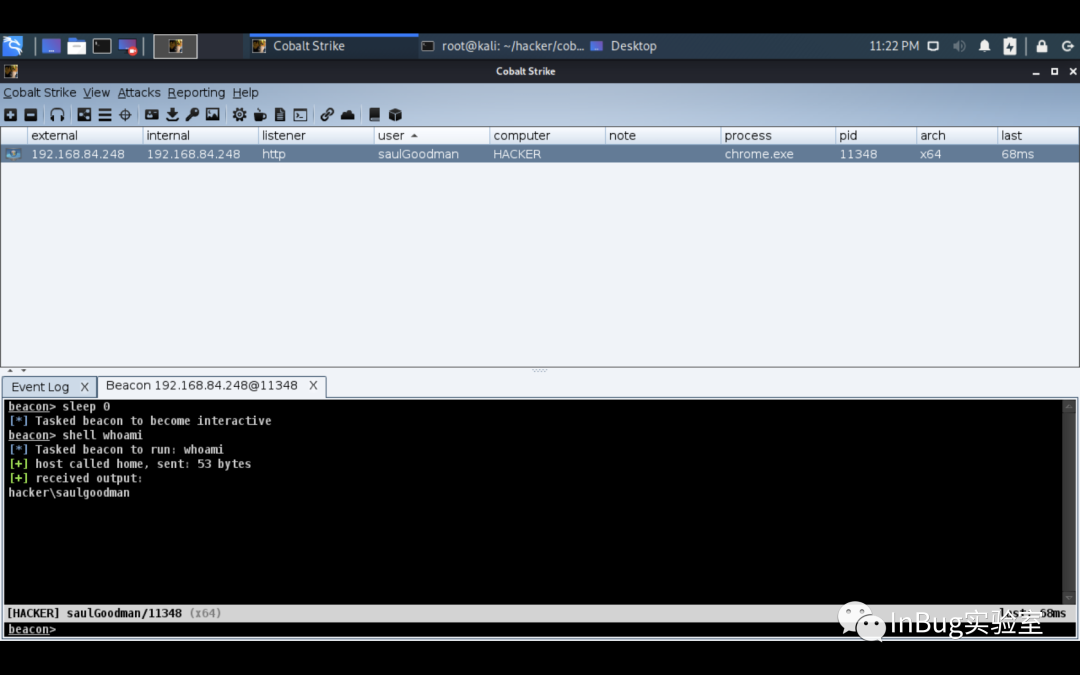 Cobalt Strike
root@kali: ~/hacker/cob...
Desktop
11:22 PM
Cobalt Strike
Cobalt Strike View Attacks Reporting Help
external internal listener user computer note process pid arch last
192.168.84.248 192.168.84.248 http saulGoodman HACKER chrome.exe 11348 x64 68ms
Event Log X Beacon 192.168.84.248@11348 X
beacon> sleep 0
[*] Tasked beacon to become interactive
beacon> shell whoami
[*] Tasked beacon to run: whoami
[+] host called home, sent: 53 bytes
[+] received output:
hacker\saulgoodman
[HACKER] saulGoodman/11348 (x64) last: 68ms
beacon>
InBug实验室